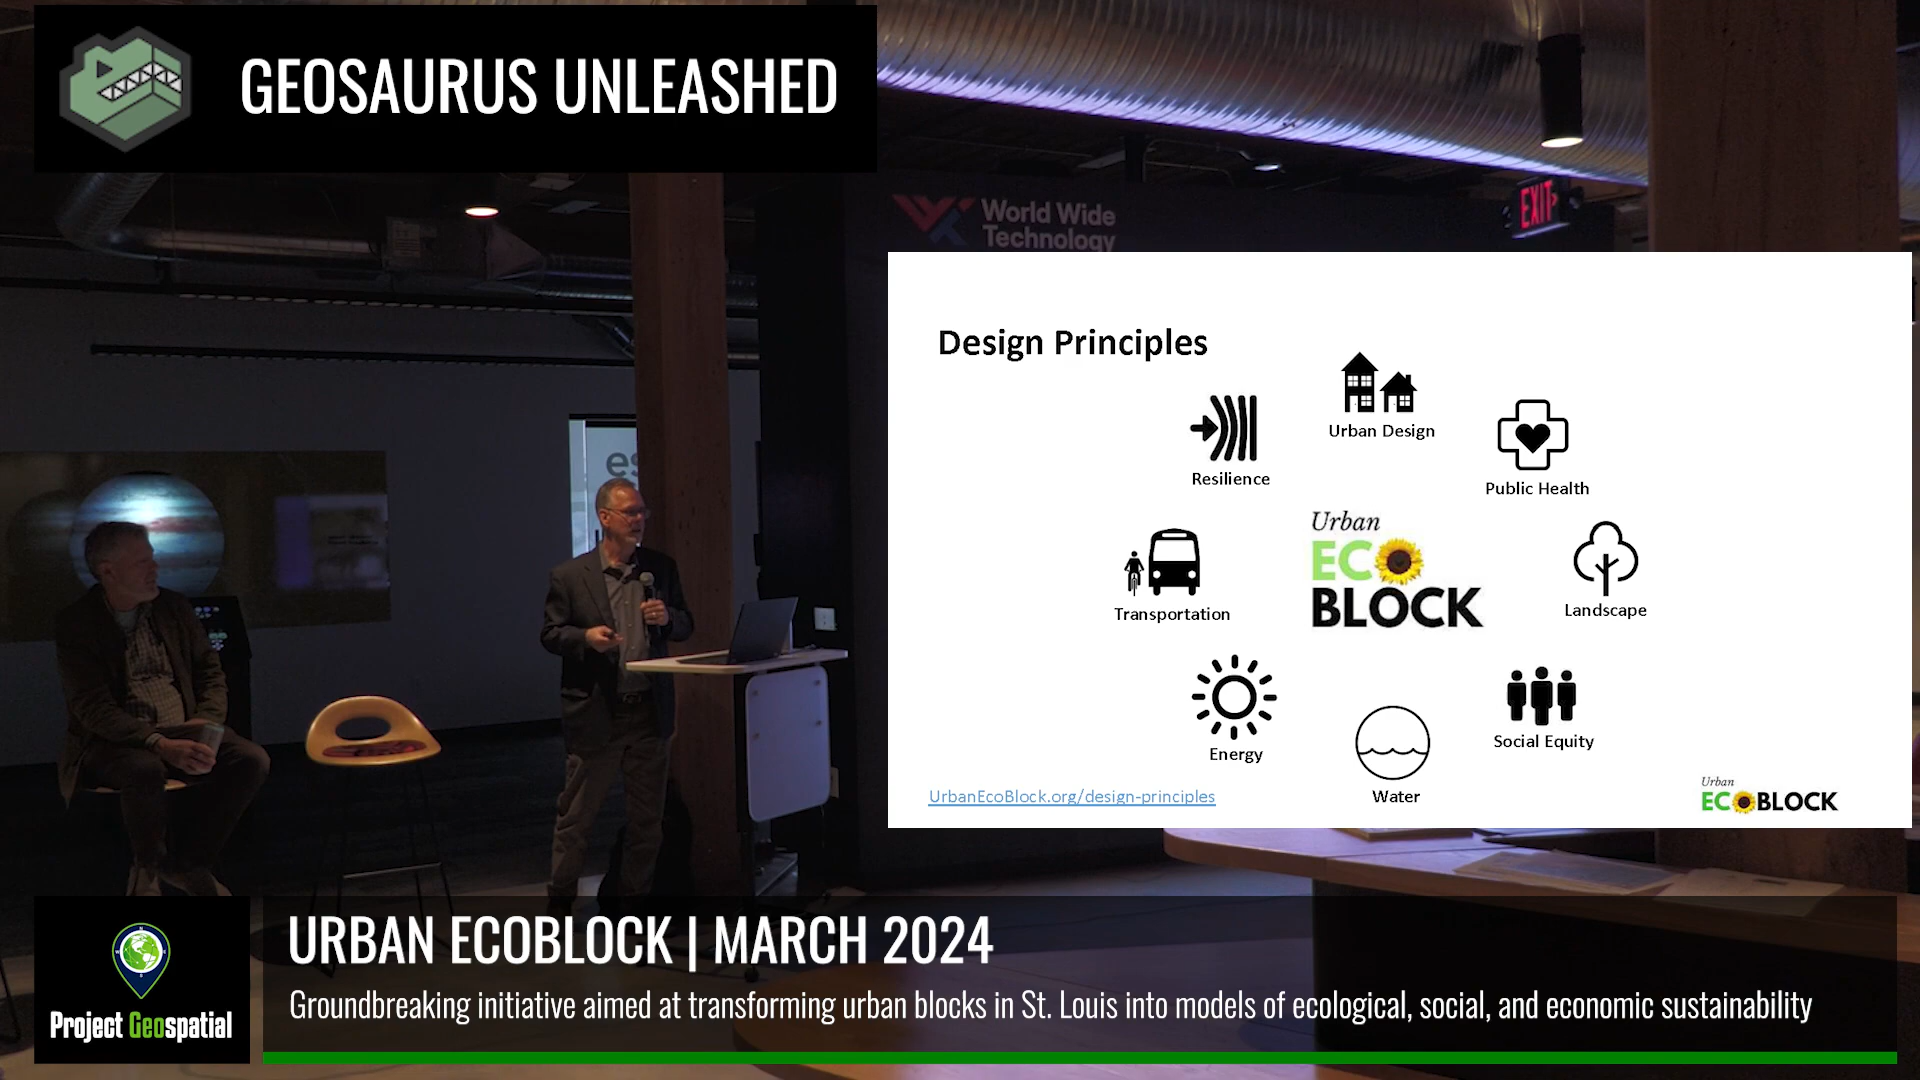 GEOSAURUS UNLEASHED
World Wide
Technology
EXIT
Design Principles
Urban Design
Resilience
Public Health
Urban
ECO
BLOCK
Transportation
Landscape
Energy
Social Equity
Water
UrbanEcoBlock.org/design-principles
Urban
ECOBLOCK
es
URBAN ECOBLOCK | MARCH 2024
Groundbreaking initiative aimed at transforming urban blocks in St. Louis into models of ecological, social, and economic sustainability
Project Geospatial